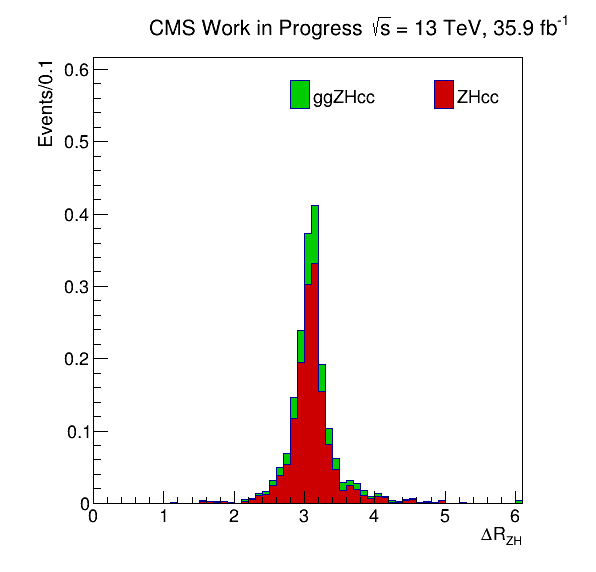 CMS Work in Progress √s = 13 TeV, 35.9 fb⁻¹
Events/0.1
ggZHcc ZHcc
0.6
0.5
0.4
0.3
0.2
0.1
0
0 1 2 3 4 5 6
ΔR_ZH